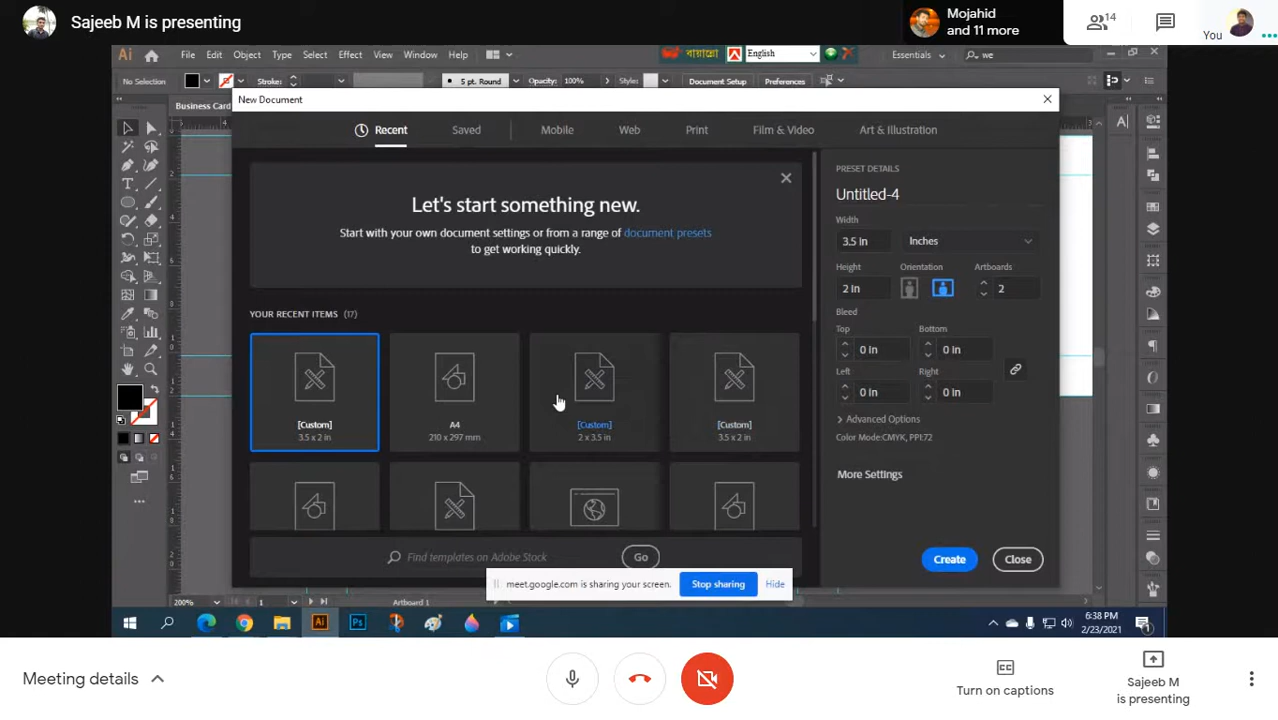 Sajeeb M is presenting
Mojahid
and 11 more
14
You
Ai
File Edit Object Type Select Effect View Window Help
বায়ান্নো
English
Essentials
we
No Selection
Stroke:
5 pt. Round
Opacity: 100%
Style:
Document Setup
Preferences
Business Card
New Document
Recent
Saved
Mobile
Web
Print
Film & Video
Art & Illustration
Let's start something new.
Start with your own document settings or from a range of document presets
to get working quickly.
YOUR RECENT ITEMS (17)
[Custom]
3.5 x 2 in
A4
210 x 297 mm
[Custom]
2 x 3.5 in
[Custom]
3.5 x 2 in
Find templates on Adobe Stock
Go
PRESET DETAILS
Untitled-4
Width
3.5 in
Inches
Height
Orientation
Artboards
2 in
2
Bleed
Top
Bottom
0 in
0 in
Left
Right
0 in
0 in
Advanced Options
Color Mode:CMYK, PPI:72
More Settings
Create
Close
meet.google.com is sharing your screen.
Stop sharing
Hide
200%
1
Artboard 1
Ai
Ps
6:38 PM
2/23/2021
1
Meeting details
Turn on captions
Sajeeb M
is presenting